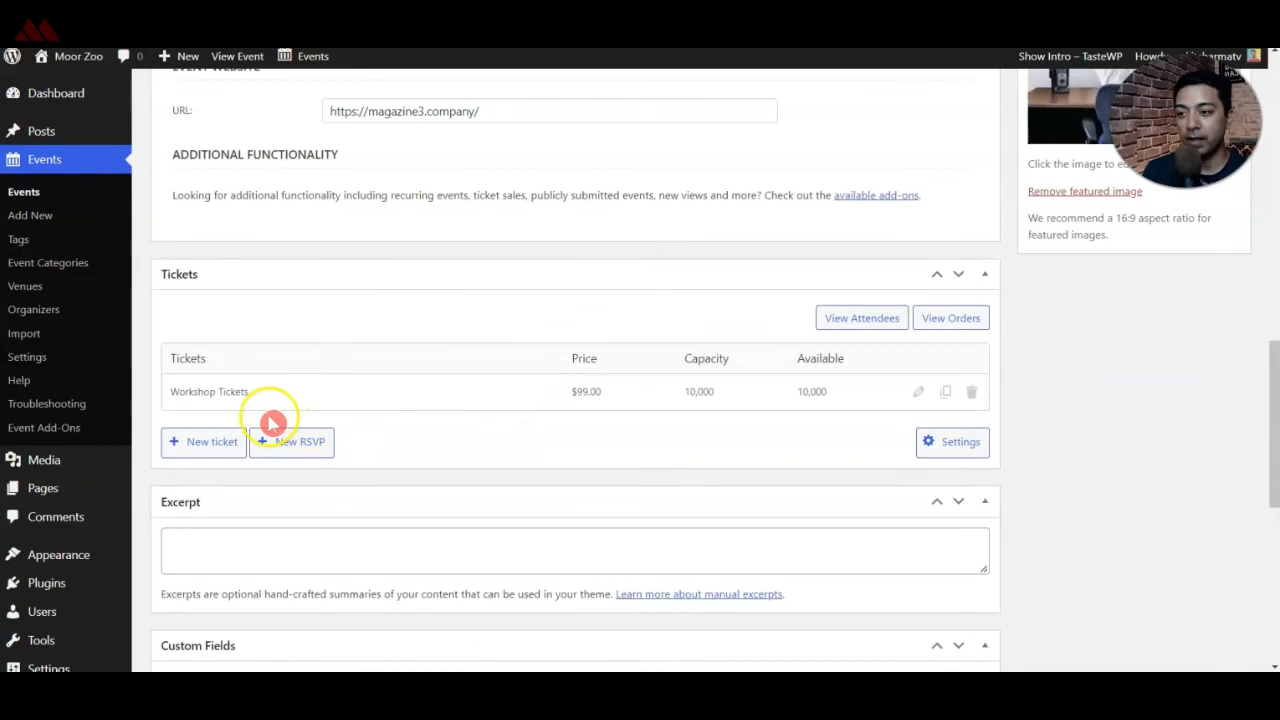 Moor Zoo
0
New
View Event
Events
Show Intro – TasteWP
Dashboard
Posts
Events
Events
Add New
Tags
Event Categories
Venues
Organizers
Import
Settings
Help
Troubleshooting
Event Add-Ons
Media
Pages
Comments
Appearance
Plugins
Users
Tools
Settings
EVENT WEBSITE
URL:
https://magazine3.company/
ADDITIONAL FUNCTIONALITY
Looking for additional functionality including recurring events, ticket sales, publicly submitted events, new views and more? Check out the available add-ons.
Tickets
View Attendees
View Orders
Tickets Price Capacity Available
Workshop Tickets $99.00 10,000 10,000
New ticket
New RSVP
Settings
Excerpt
Excerpts are optional hand-crafted summaries of your content that can be used in your theme. Learn more about manual excerpts.
Custom Fields
Click the image to
Remove featured image
We recommend a 16:9 aspect ratio for
featured images.